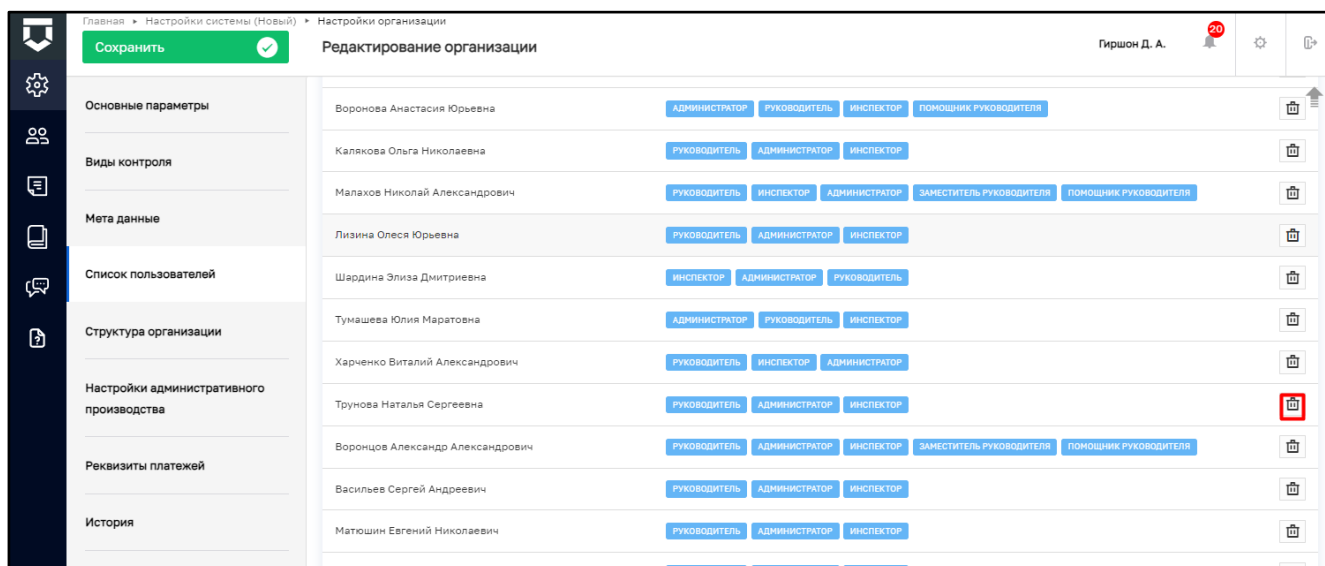 Главная ▸ Настройки системы (Новый) ▸ Настройки организации
Сохранить
Редактирование организации
Гиршон Д. А.
20
Основные параметры
Виды контроля
Мета данные
Список пользователей
Структура организации
Настройки административного
производства
Реквизиты платежей
История
Воронова Анастасия Юрьевна АДМИНИСТРАТОР РУКОВОДИТЕЛЬ ИНСПЕКТОР ПОМОЩНИК РУКОВОДИТЕЛЯ
Калякова Ольга Николаевна РУКОВОДИТЕЛЬ АДМИНИСТРАТОР ИНСПЕКТОР
Малахов Николай Александрович РУКОВОДИТЕЛЬ ИНСПЕКТОР АДМИНИСТРАТОР ЗАМЕСТИТЕЛЬ РУКОВОДИТЕЛЯ ПОМОЩНИК РУКОВОДИТЕЛЯ
Лизина Олеся Юрьевна РУКОВОДИТЕЛЬ АДМИНИСТРАТОР ИНСПЕКТОР
Шардина Элиза Дмитриевна ИНСПЕКТОР АДМИНИСТРАТОР РУКОВОДИТЕЛЬ
Тумашева Юлия Маратовна АДМИНИСТРАТОР РУКОВОДИТЕЛЬ ИНСПЕКТОР
Харченко Виталий Александрович РУКОВОДИТЕЛЬ ИНСПЕКТОР АДМИНИСТРАТОР
Трунова Наталья Сергеевна РУКОВОДИТЕЛЬ АДМИНИСТРАТОР ИНСПЕКТОР
Воронцов Александр Александрович РУКОВОДИТЕЛЬ АДМИНИСТРАТОР ИНСПЕКТОР ЗАМЕСТИТЕЛЬ РУКОВОДИТЕЛЯ ПОМОЩНИК РУКОВОДИТЕЛЯ
Васильев Сергей Андреевич РУКОВОДИТЕЛЬ АДМИНИСТРАТОР ИНСПЕКТОР
Матюшин Евгений Николаевич РУКОВОДИТЕЛЬ АДМИНИСТРАТОР ИНСПЕКТОР